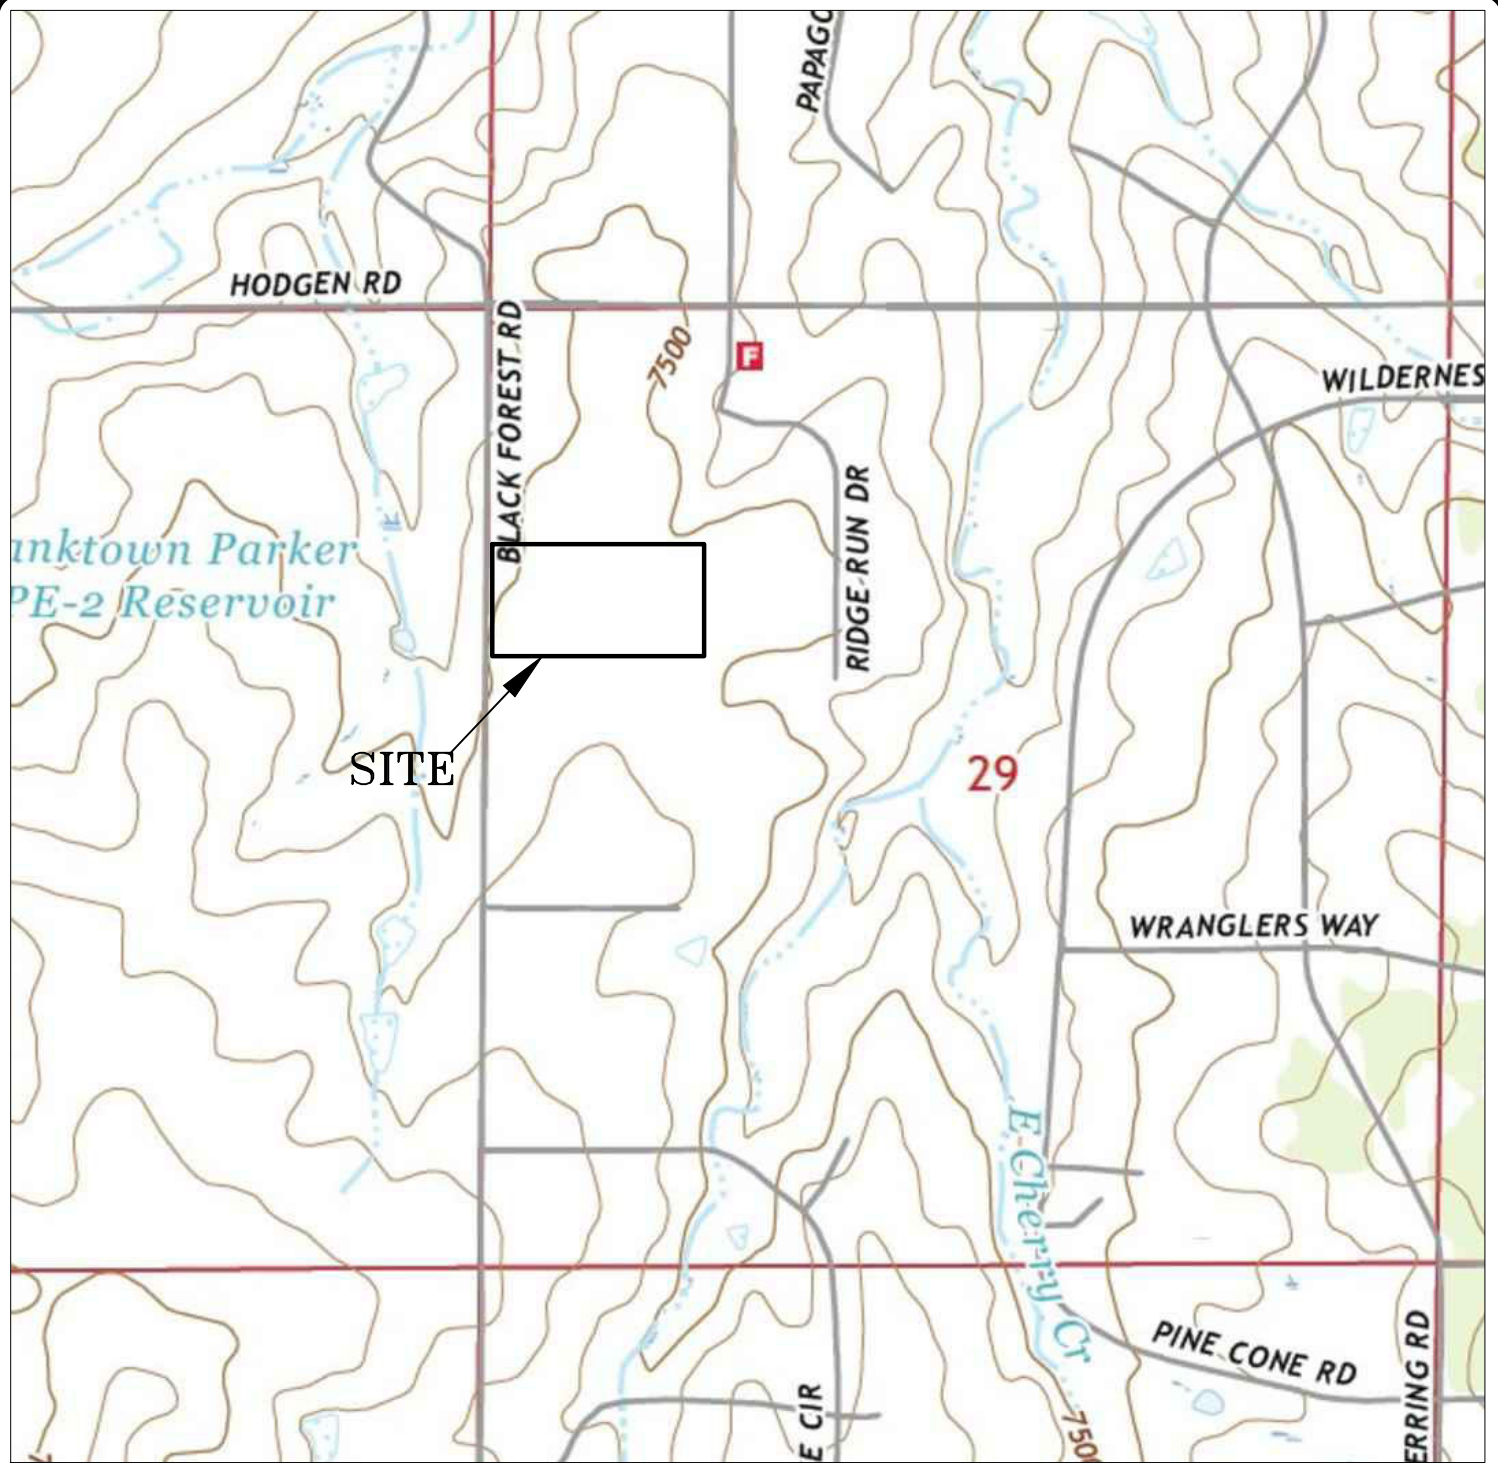 PAPAGO
HODGEN RD
BLACK FOREST RD
7500
F
WILDERNES
RIDGE RUN DR
anktown Parker
PE-2 Reservoir
SITE
29
WRANGLERS WAY
E Cherry Cr
PINE CONE RD
ERRING RD
E CIR
750